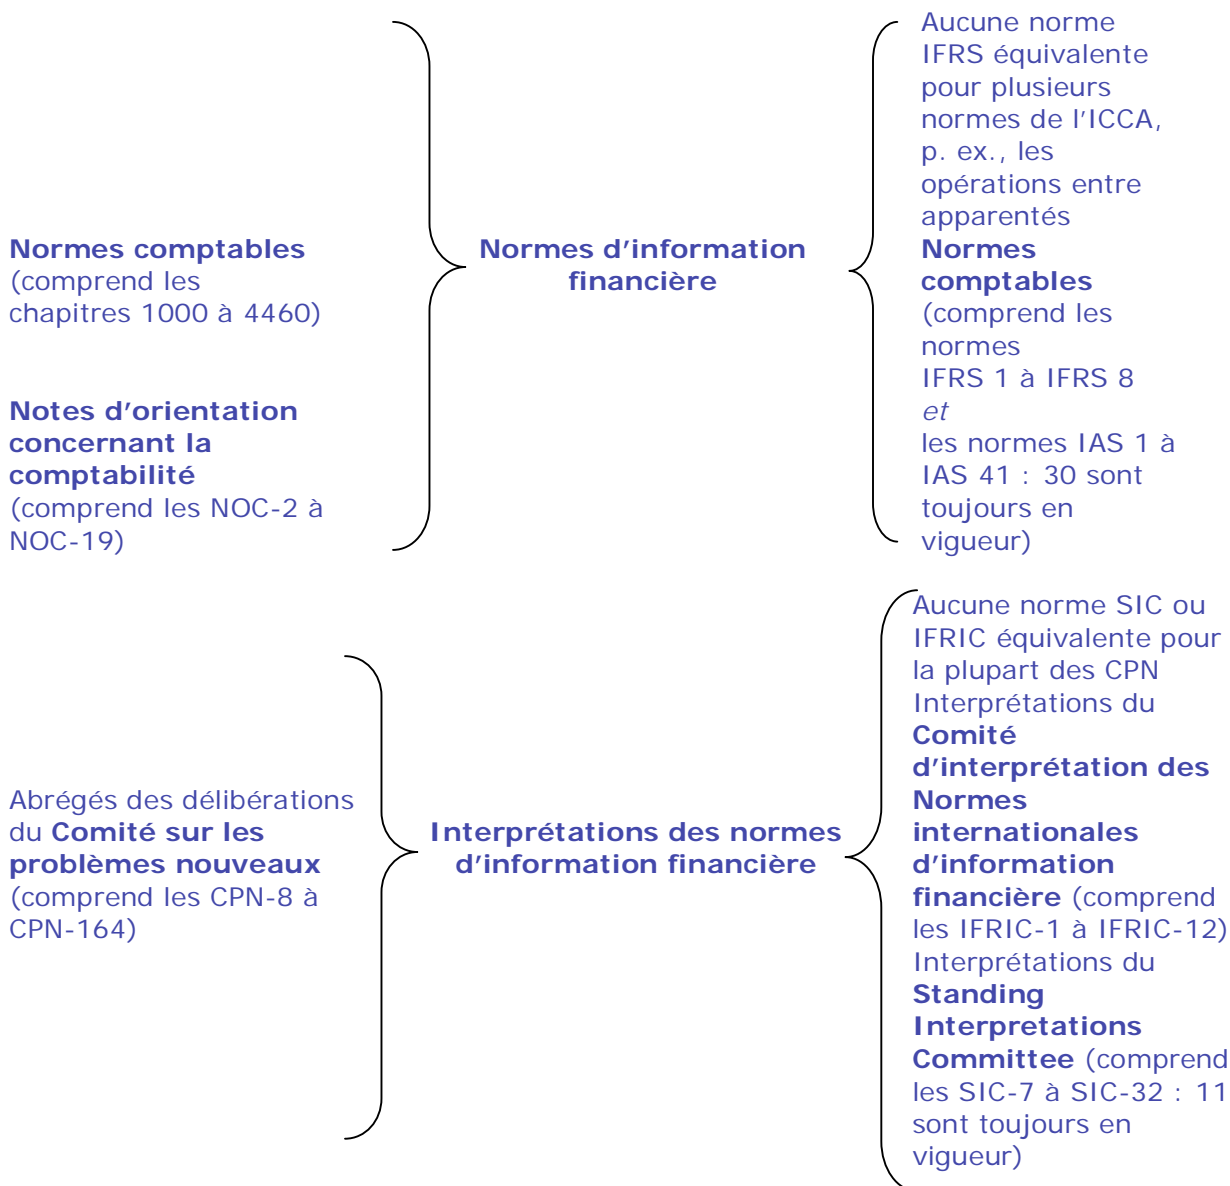 Normes comptables
(comprend les
chapitres 1000 à 4460)
Notes d’orientation
concernant la
comptabilité
(comprend les NOC-2 à
NOC-19)
Normes d’information
financière
Aucune norme
IFRS équivalente
pour plusieurs
normes de l’ICCA,
p. ex., les
opérations entre
apparentés
Normes
comptables
(comprend les
normes
IFRS 1 à IFRS 8
et
les normes IAS 1 à
IAS 41 : 30 sont
toujours en
vigueur)
Abrégés des délibérations
du Comité sur les
problèmes nouveaux
(comprend les CPN-8 à
CPN-164)
Interprétations des normes
d’information financière
Aucune norme SIC ou
IFRIC équivalente pour
la plupart des CPN
Interprétations du
Comité
d’interprétation des
Normes
internationales
d’information
financière (comprend
les IFRIC-1 à IFRIC-12)
Interprétations du
Standing
Interpretations
Committee (comprend
les SIC-7 à SIC-32 : 11
sont toujours en
vigueur)